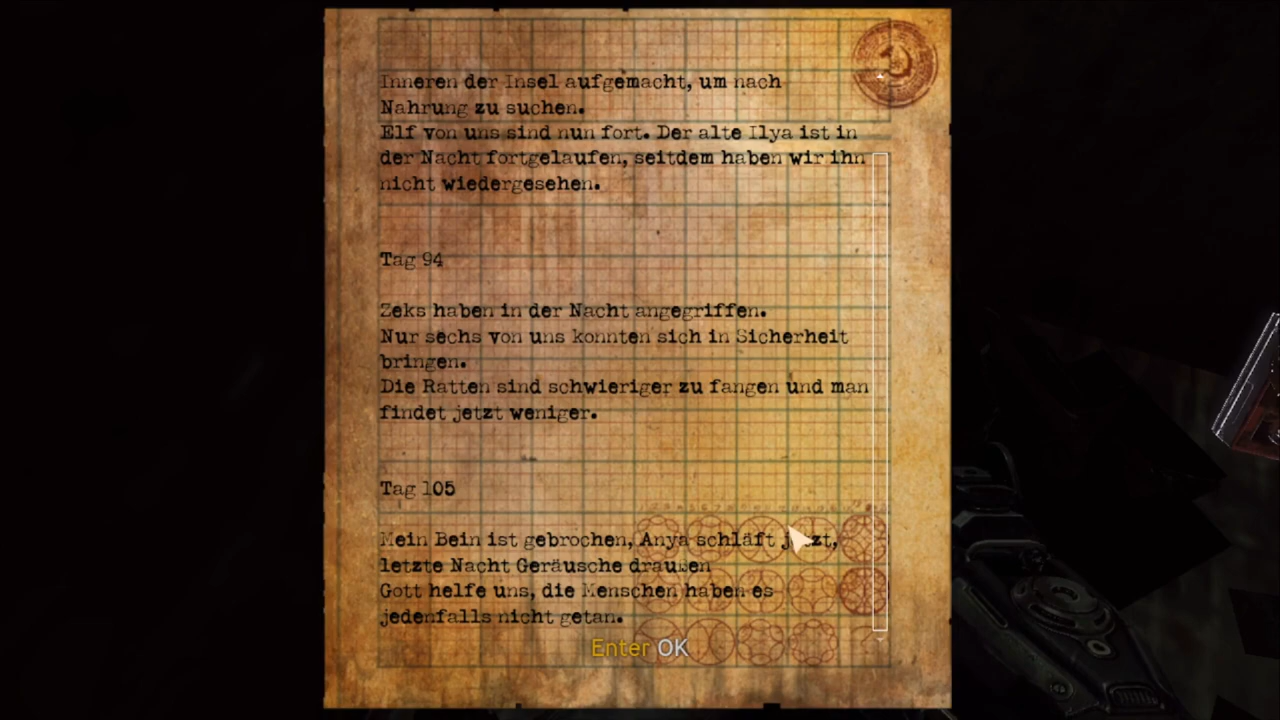 Inneren der Insel aufgemacht, um nach
Nahrung zu suchen.
Elf von uns sind nun fort. Der alte Ilya ist in
der Nacht fortgelaufen, seitdem haben wir ihn
nicht wiedergesehen.
Tag 94
Zeks haben in der Nacht angegriffen.
Nur sechs von uns konnten sich in Sicherheit
bringen.
Die Ratten sind schwieriger zu fangen und man
findet jetzt weniger.
Tag 105
Mein Bein ist gebrochen, Anya schläft jetzt,
letzte Nacht Geräusche draußen
Gott helfe uns, die Menschen haben es
jedenfalls nicht getan.
Enter OK